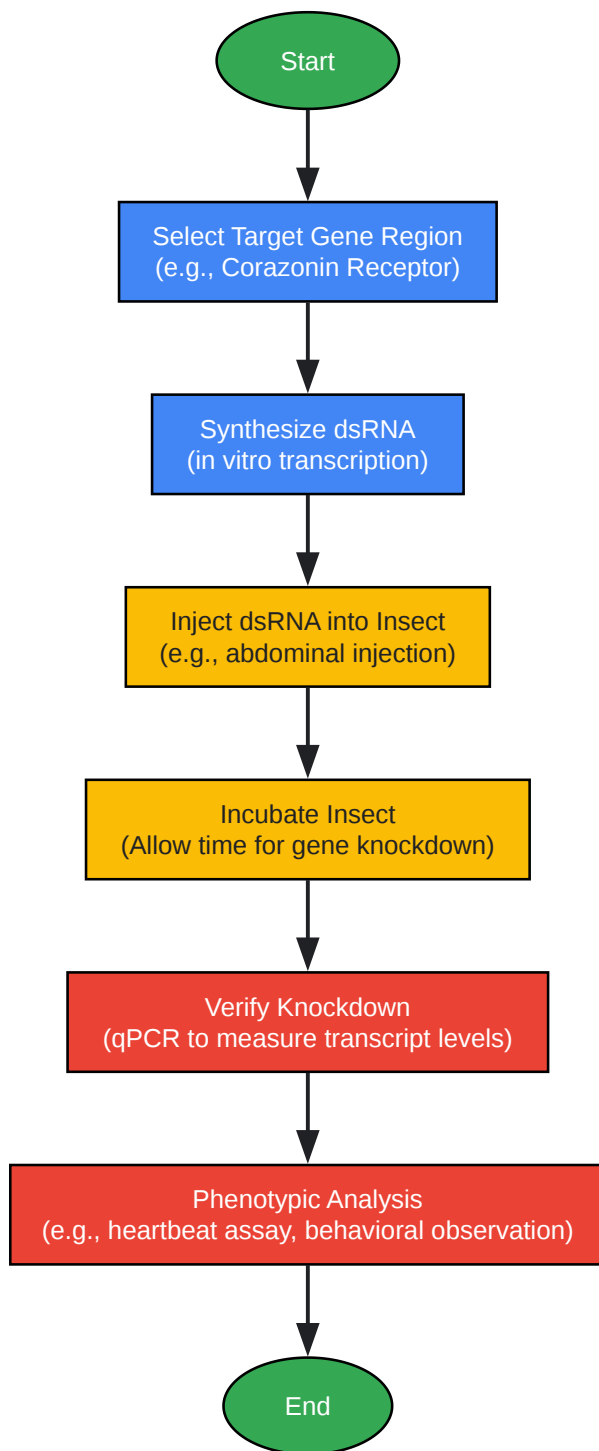 Start
Select Target Gene Region
(e.g., Corazonin Receptor)
Synthesize dsRNA
(in vitro transcription)
Inject dsRNA into Insect
(e.g., abdominal injection)
Incubate Insect
(Allow time for gene knockdown)
Verify Knockdown
(qPCR to measure transcript levels)
Phenotypic Analysis
(e.g., heartbeat assay, behavioral observation)
End